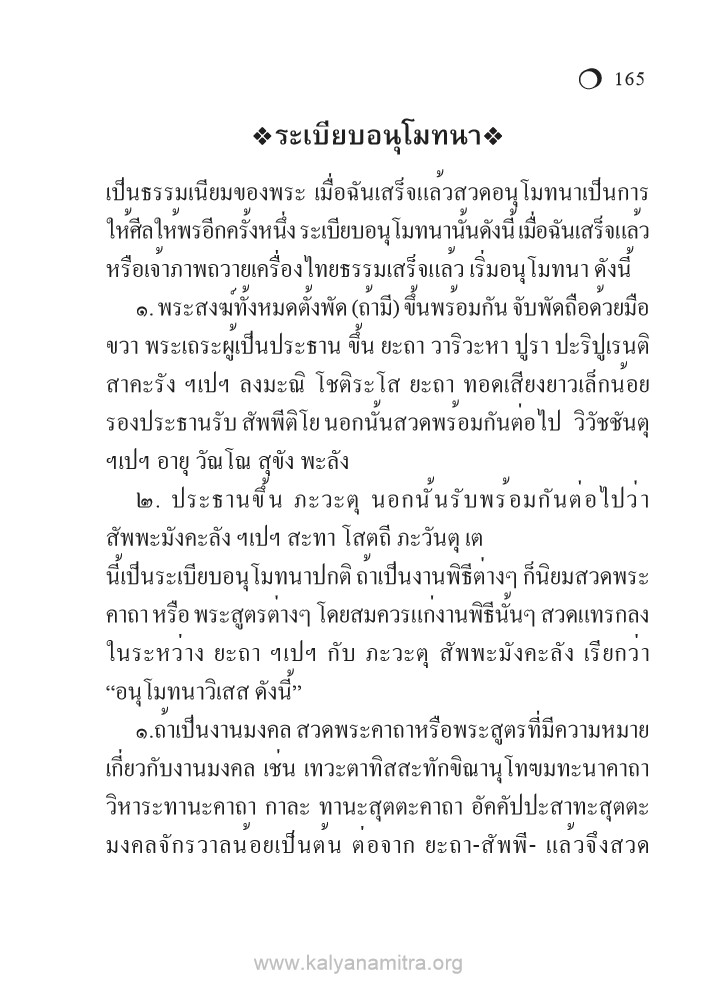 165
❖ระเบียบอนุโมทนา❖
เป็นธรรมเนียมของพระ เมื่อฉันเสร็จแล้วสวดอนุโมทนาเป็นการ
ให้ศีลให้พรอีกครั้งหนึ่ง ระเบียบอนุโมทนานั้นดังนี้ เมื่อฉันเสร็จแล้ว
หรือเจ้าภาพถวายเครื่องไทยธรรมเสร็จแล้ว เริ่มอนุโมทนา ดังนี้
๑. พระสงฆ์ทั้งหมดตั้งพัด (ถ้ามี) ขึ้นพร้อมกัน จับพัดถือด้วยมือ
ขวา พระเถระผู้เป็นประธาน ขึ้น ยะถา วาริวะหา ปูรา ปะริปูเรนติ
สาคะรัง ฯเปฯ ลงมะณิ โชติระโส ยะถา ทอดเสียงยาวเล็กน้อย
รองประธานรับ สัพพีติโย นอกนั้นสวดพร้อมกันต่อไป วิวัชชันตุ
ฯเปฯ อายุ วัณโณ สุขัง พะลัง
๒. ประธานขึ้น ภะวะตุ นอกนั้นรับพร้อมกันต่อไปว่า
สัพพะมังคะลัง ฯเปฯ สะทา โสตถี ภะวันตุ เต
นี้เป็นระเบียบอนุโมทนาปกติ ถ้าเป็นงานพิธีต่างๆ ก็นิยมสวดพระ
คาถา หรือ พระสูตรต่างๆ โดยสมควรแก่งานพิธีนั้นๆ สวดแทรกลง
ในระหว่าง ยะถา ฯเปฯ กับ ภะวะตุ สัพพะมังคะลัง เรียกว่า
“อนุโมทนาวิเสส ดังนี้”
๑.ถ้าเป็นงานมงคล สวดพระคาถาหรือพระสูตรที่มีความหมาย
เกี่ยวกับงานมงคล เช่น เทวะตาทิสสะทักขิณานุโทฃมทะนาคาถา
วิหาระทานะคาถา กาละ ทานะสุตตะคาถา อัคคัปปะสาทะสุตตะ
มงคลจักรวาลน้อยเป็นต้น ต่อจาก ยะถา-สัพพี- แล้วจึงสวด
www.kalyanamitra.org